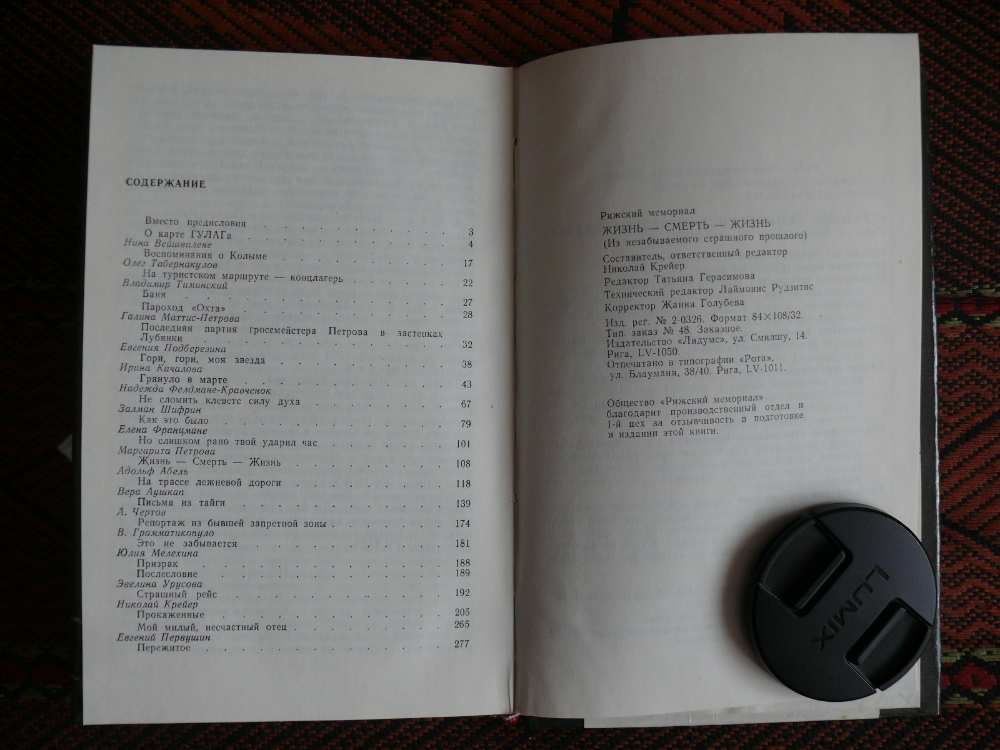 СОДЕРЖАНИЕ
Вместо предисловия
О карте ГУЛАГа . . . . . . . . 3
Нина Вейшвилене 4
Воспоминания о Колыме . . . . . . . 17
Олег Табернакулов
На туристском маршруте — концлагерь . . . . 22
Владимир Тиминский
Баня . . . . . . . . . . 27
Пароход «Охта» . . . . . . . . 28
Галина Маттис-Петрова
Последняя партия гроссмейстера Петрова в застенках
Лубянки . . . . . . . . . 32
Евгения Подберезина
Гори, гори, моя звезда . . . . . . 38
Ирина Качалова
Грянуло в марте . . . . . . . . 43
Надежда Фелдмане-Кравченок
Не сломить клевете силу духа . . . . . 67
Залман Шифрин
Как это было . . . . . . . . 79
Елена Францмане
Но слишком рано твой ударил час . . . . 101
Маргарита Петрова
Жизнь — Смерть — Жизнь . . . . . . 108
Адольф Абель
На трассе лежневой дороги . . . . . . 118
Вера Аушкап
Письма из тайги . . . . . . . . 139
А. Чертов
Репортаж из бывшей запретной зоны . . . . 174
В. Грамматикопуло
Это не забывается . . . . . . . 181
Юлия Мелехина
Призрак . . . . . . . . . 188
Послесловие . . . . . . . . 189
Эвелина Урусова
Страшный рейс . . . . . . . . 192
Николай Крейер
Прокаженные . . . . . . . . 205
Мой милый, несчастный отец . . . . . 265
Евгений Первушин
Пережитое . . . . . . . . 277
Рижский мемориал
ЖИЗНЬ — СМЕРТЬ — ЖИЗНЬ
(Из незабываемого страшного прошлого)
Составитель, ответственный редактор
Николай Крейер
Редактор Татьяна Герасимова
Технический редактор Лаймонис Рудзитис
Корректор Жанна Голубева
Изд. рег. № 2-0326. Формат 84×108/32.
Тип. заказ № 48. Заказное.
Издательство «Лидумс», ул. Смилшу, 14.
Рига, LV-1050.
Отпечатано в типографии «Рота»,
ул. Блауманя, 38/40. Рига, LV-1011.
Общество «Рижский мемориал»
благодарит производственный отдел и
1-й цех за отзывчивость в подготовке
и издании этой книги.
LUMIX